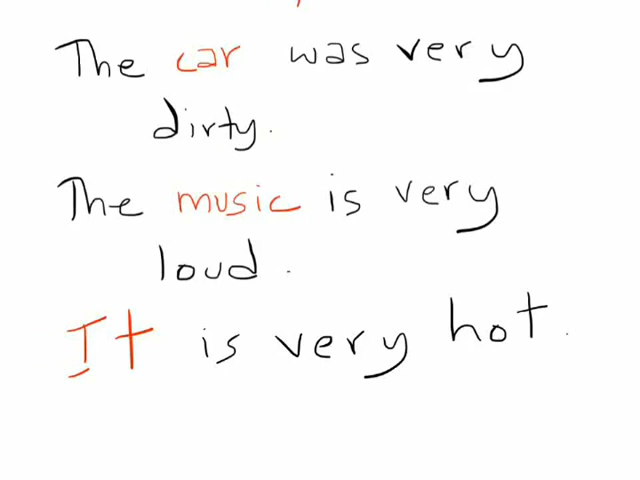 The car was very
dirty.
The music is very
loud.
It is very hot.